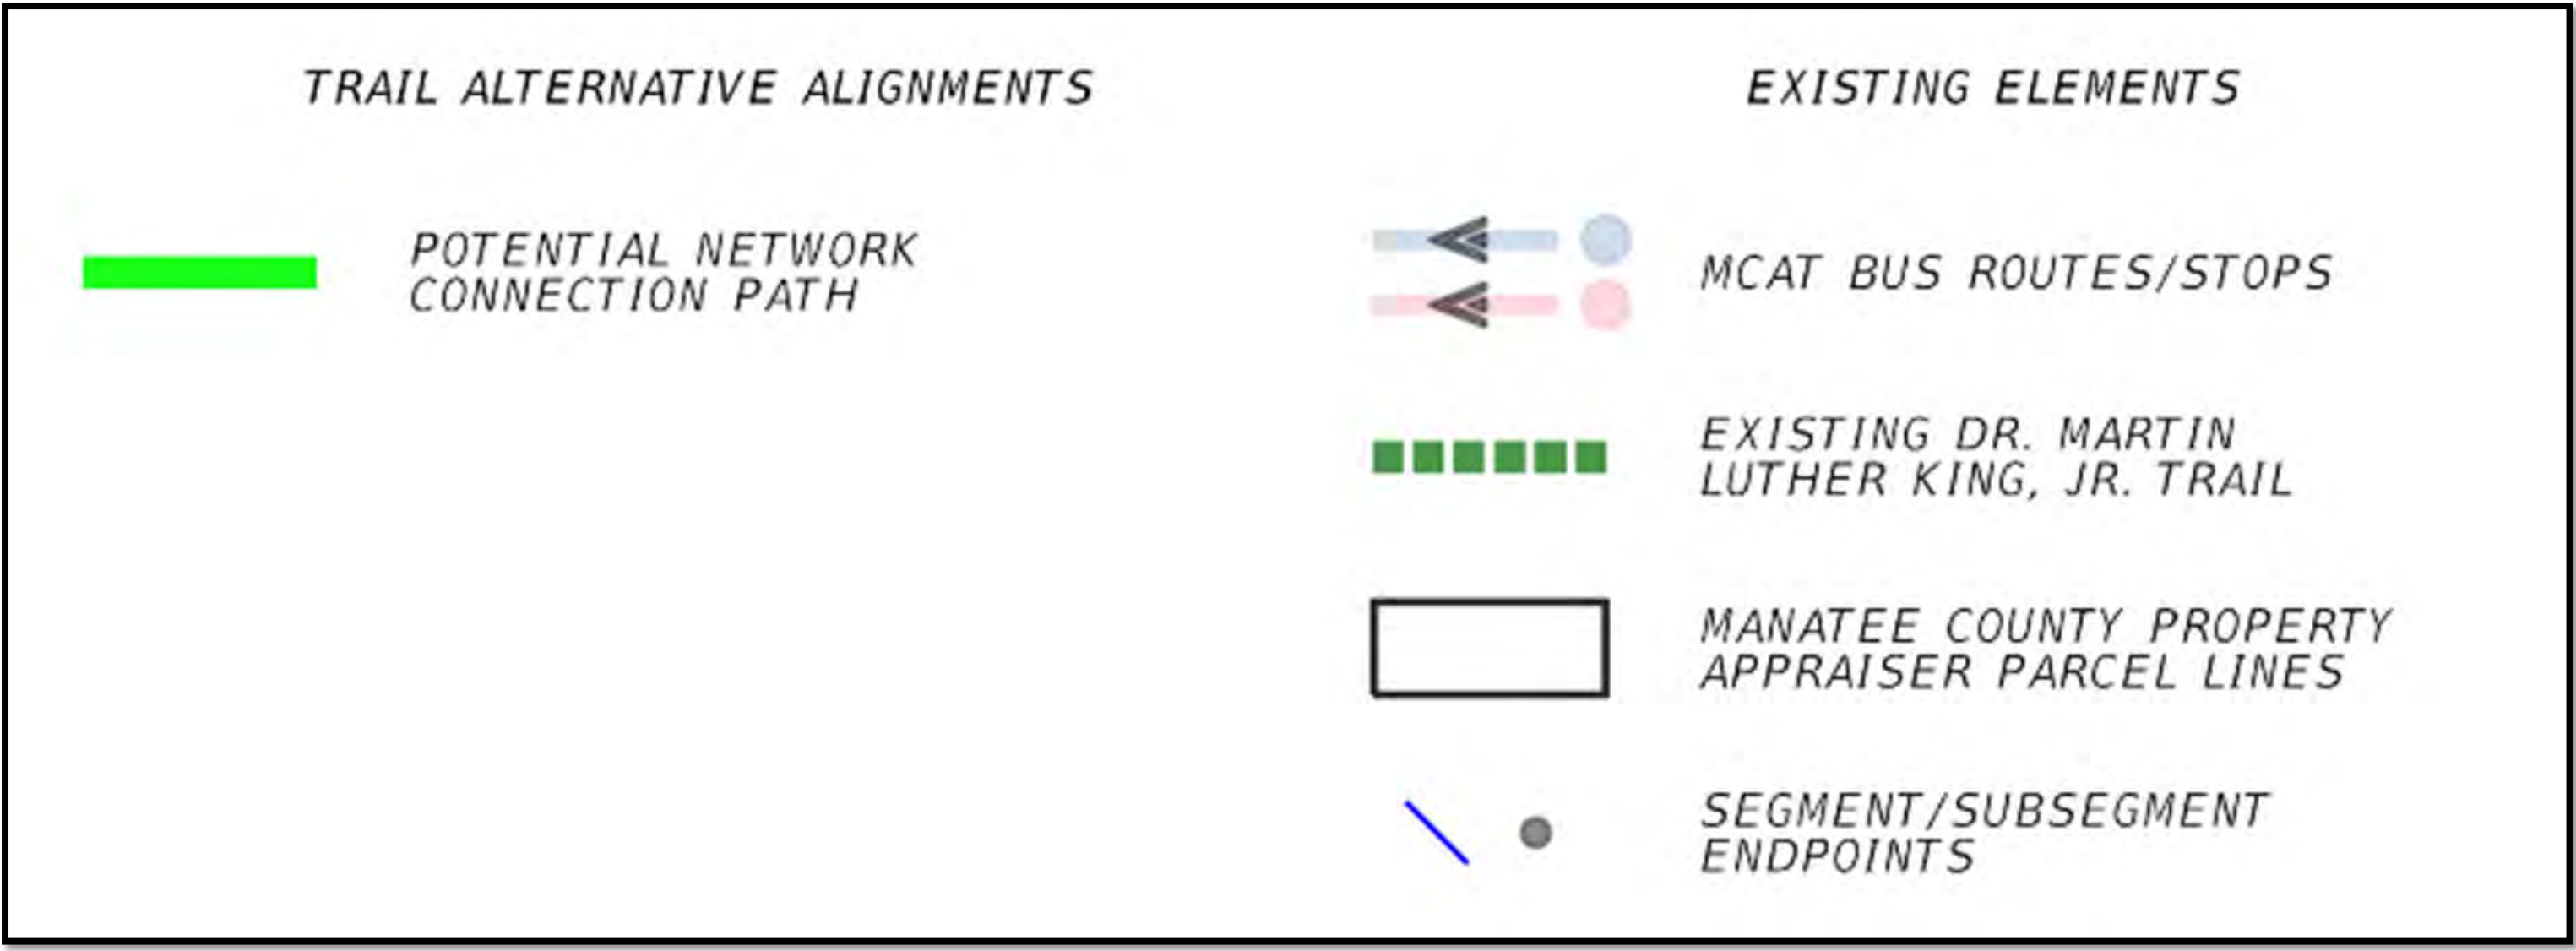 TRAIL ALTERNATIVE ALIGNMENTS
POTENTIAL NETWORK
CONNECTION PATH
EXISTING ELEMENTS
MCAT BUS ROUTES/STOPS
EXISTING DR. MARTIN
LUTHER KING, JR. TRAIL
MANATEE COUNTY PROPERTY
APPRAISER PARCEL LINES
SEGMENT/SUBSEGMENT
ENDPOINTS